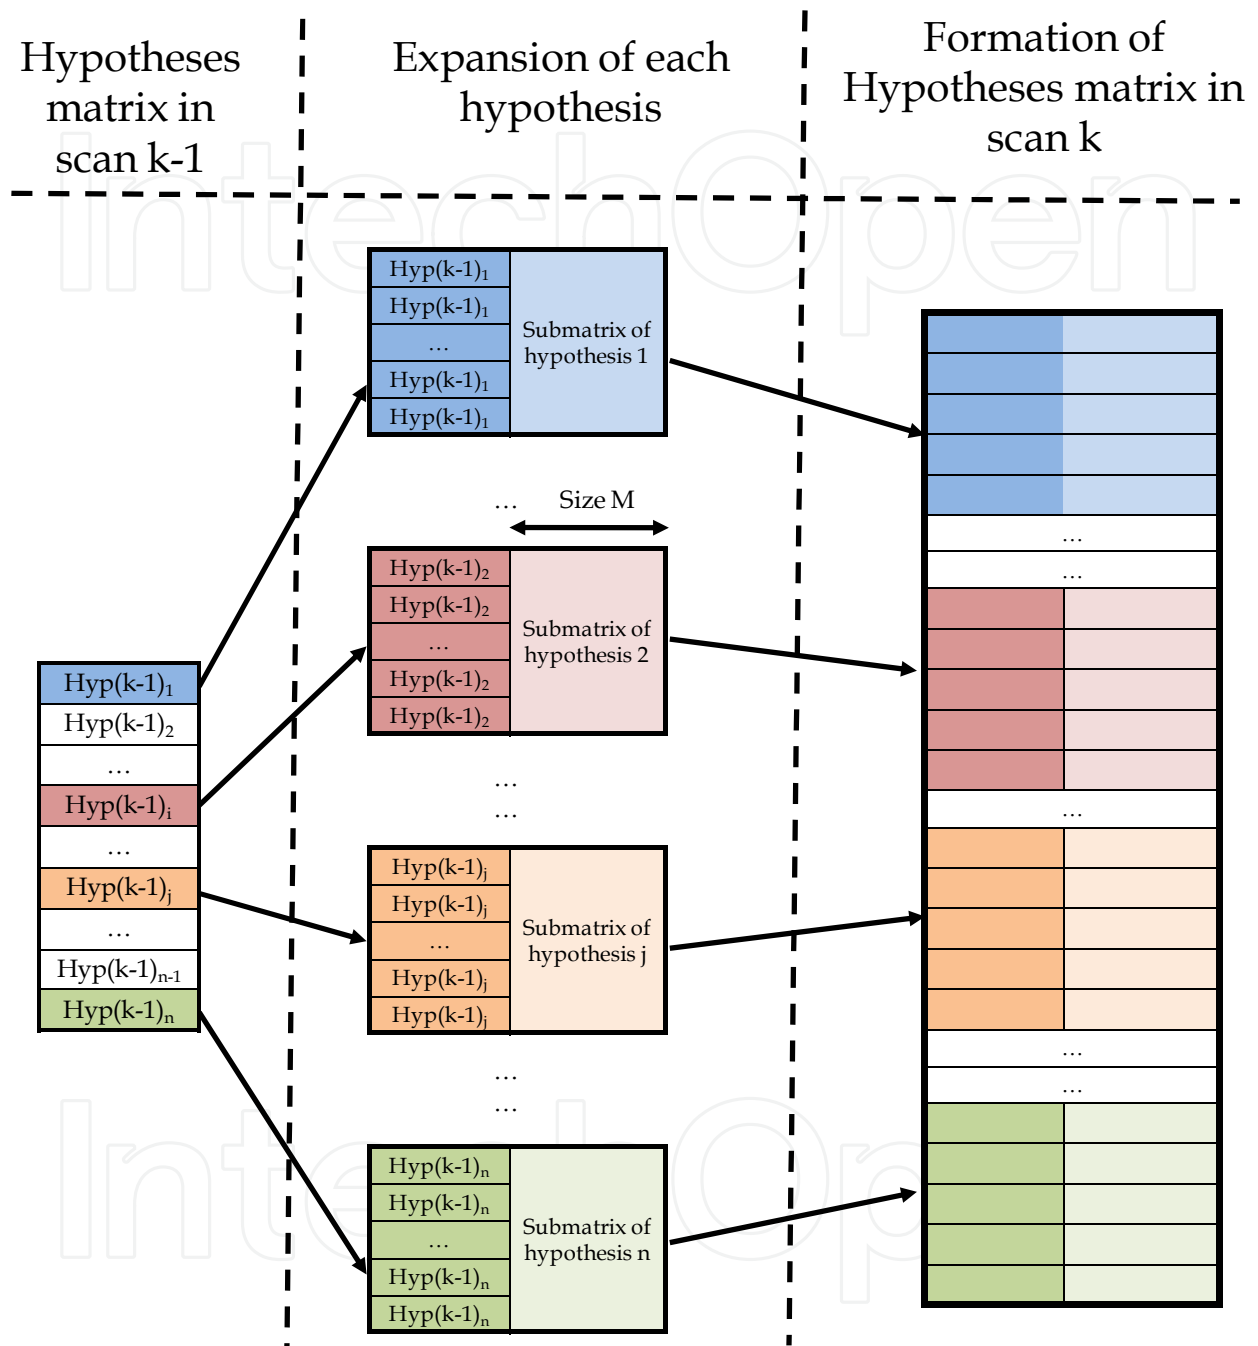 Hypotheses
matrix in
scan k-1
Expansion of each
hypothesis
Formation of
Hypotheses matrix in
scan k
IntechOpen
Hyp(k-1)₁
Hyp(k-1)₂
...
Hyp(k-1)ᵢ
...
Hyp(k-1)ⱼ
...
Hyp(k-1)n-1
Hyp(k-1)n
Hyp(k-1)₁
Hyp(k-1)₁
...
Hyp(k-1)₁
Hyp(k-1)₁
Submatrix of
hypothesis 1
... Size M
Hyp(k-1)₂
Hyp(k-1)₂
...
Hyp(k-1)₂
Hyp(k-1)₂
Submatrix of
hypothesis 2
...
...
Hyp(k-1)ⱼ
Hyp(k-1)ⱼ
...
Hyp(k-1)ⱼ
Hyp(k-1)ⱼ
Submatrix of
hypothesis j
...
...
Hyp(k-1)n
Hyp(k-1)n
...
Hyp(k-1)n
Hyp(k-1)n
Submatrix of
hypothesis n
...
...
...
...
...
IntechOpen